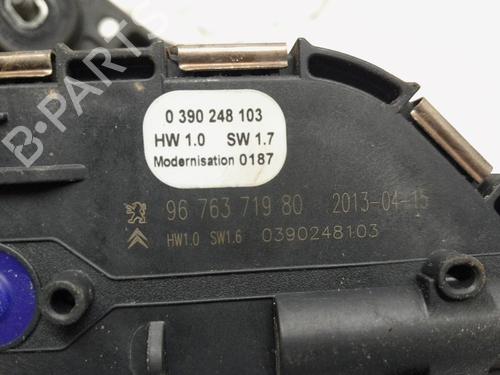 0 390 248 103
HW 1.0 SW 1.7
Modernisation 0187
96 763 719 80 2013-04-15
HW1.0 SW1.6 0390248103
B-PARTS